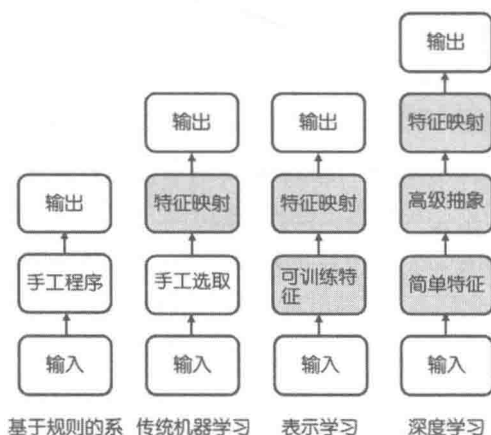 输出
输出
输出
特征映射
输出
特征映射
特征映射
高级抽象
手工程序
手工选取
可训练特
征
简单特征
输入
输入
输入
输入
基于规则的系
传统机器学习
表示学习
深度学习